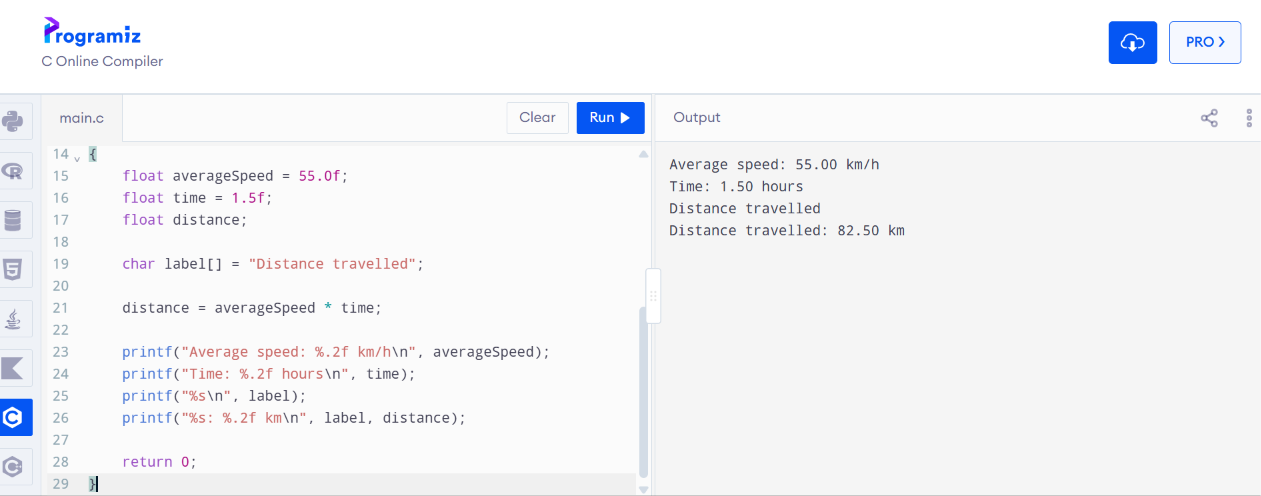 Programiz
C Online Compiler
PRO
main.c
Clear
Run
Output
14 {
15 float averageSpeed = 55.0f;
16 float time = 1.5f;
17 float distance;
18
19 char label[] = "Distance travelled";
20
21 distance = averageSpeed * time;
22
23 printf("Average speed: %.2f km/h\n", averageSpeed);
24 printf("Time: %.2f hours\n", time);
25 printf("%s\n", label);
26 printf("%s: %.2f km\n", label, distance);
27
28 return 0;
29 }
Average speed: 55.00 km/h
Time: 1.50 hours
Distance travelled
Distance travelled: 82.50 km